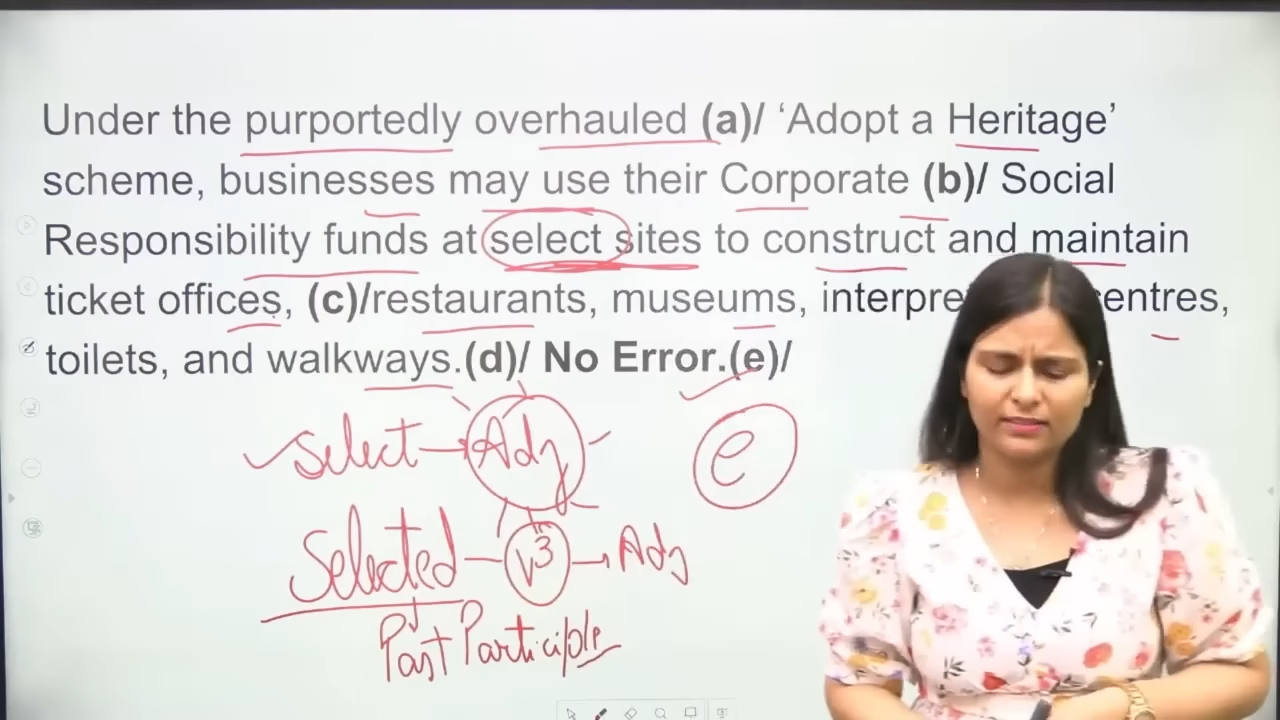 Under the purportedly overhauled (a)/ ‘Adopt a Heritage’
scheme, businesses may use their Corporate (b)/ Social
Responsibility funds at select sites to construct and maintain
ticket offices, (c)/restaurants, museums, centres,
toilets, and walkways.(d)/ No Error.(e)/
Select → Adj
e
Selected — V3 → Adj
Past Participle